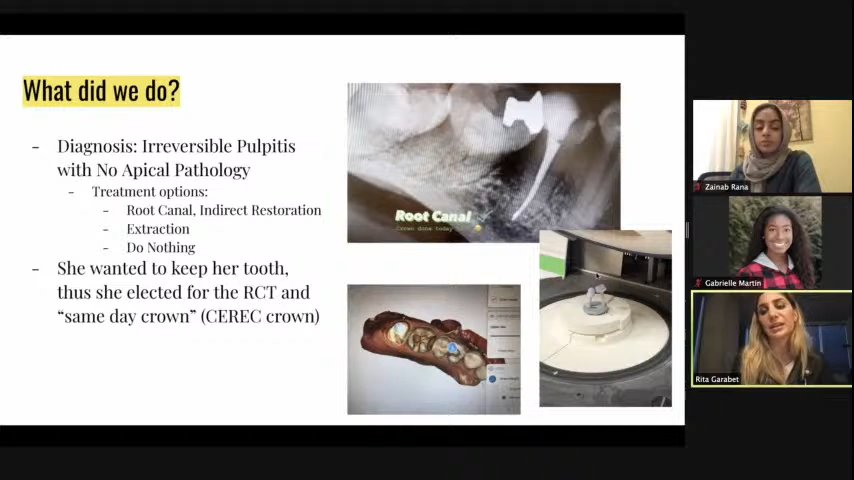 What did we do?
- Diagnosis: Irreversible Pulpitis
with No Apical Pathology
- Treatment options:
- Root Canal, Indirect Restoration
- Extraction
- Do Nothing
- She wanted to keep her tooth,
thus she elected for the RCT and
“same day crown” (CEREC crown)
Root Canal
done today
Zainab Rana
Gabrielle Martin
Rita Garabet